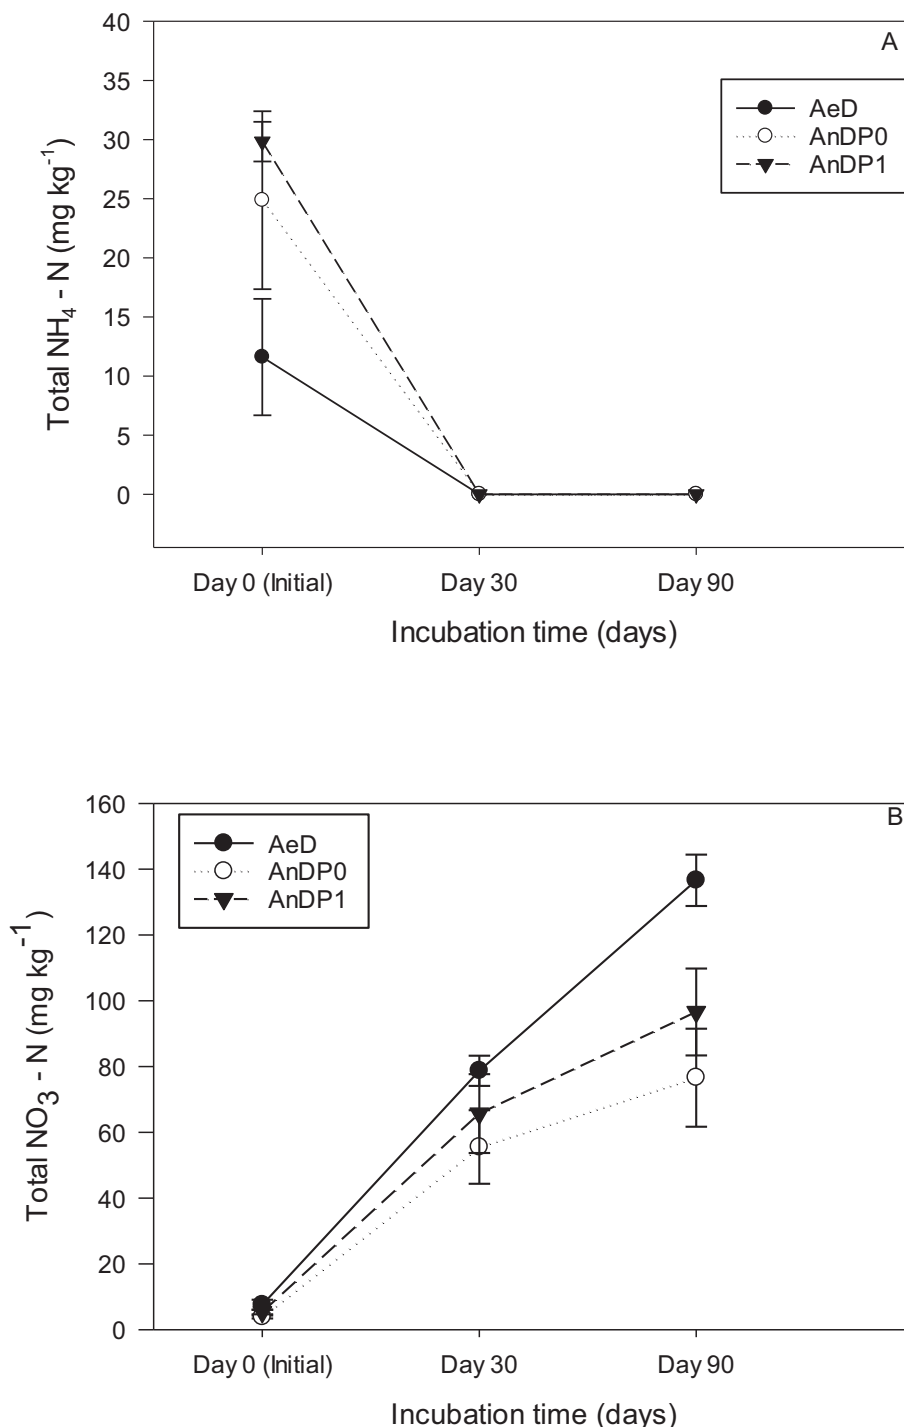 A
40
35
30
25
20
15
10
5
0
Total NH4 - N (mg kg-1)
AeD
AnDP0
AnDP1
Day 0 (Initial) Day 30 Day 90
Incubation time (days)
B
160
140
120
100
80
60
40
20
0
Total NO3 - N (mg kg-1)
AeD
AnDP0
AnDP1
Day 0 (Initial) Day 30 Day 90
Incubation time (days)